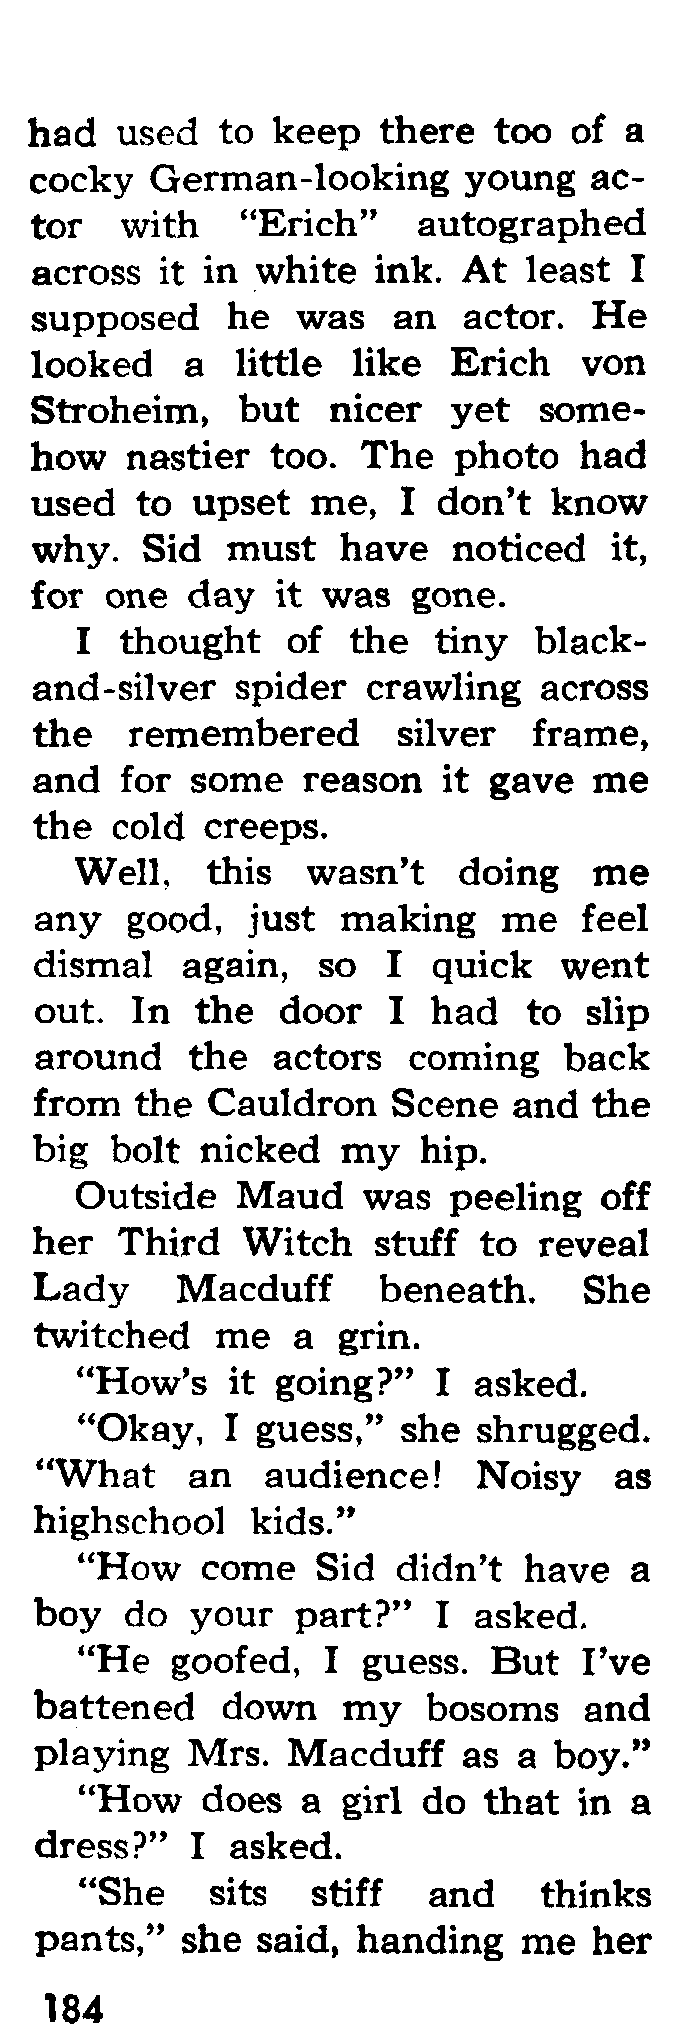 had used to keep there too of a
cocky German-looking young ac-
tor with “Erich” autographed
across it in white ink. At least I
supposed he was an actor. He
looked a little like Erich von
Stroheim, but nicer yet some-
how nastier too. The photo had
used to upset me, I don’t know
why. Sid must have noticed it,
for one day it was gone.
I thought of the tiny black-
and-silver spider crawling across
the remembered silver frame,
and for some reason it gave me
the cold creeps.
Well, this wasn’t doing me
any good, just making me feel
dismal again, so I quick went
out. In the door I had to slip
around the actors coming back
from the Cauldron Scene and the
big bolt nicked my hip.
Outside Maud was peeling off
her Third Witch stuff to reveal
Lady Macduff beneath. She
twitched me a grin.
“How’s it going?” I asked.
“Okay, I guess,” she shrugged.
“What an audience! Noisy as
highschool kids.”
“How come Sid didn’t have a
boy do your part?” I asked.
“He goofed, I guess. But I’ve
battened down my bosoms and
playing Mrs. Macduff as a boy.”
“How does a girl do that in a
dress?” I asked.
“She sits stiff and thinks
pants,” she said, handing me her
184